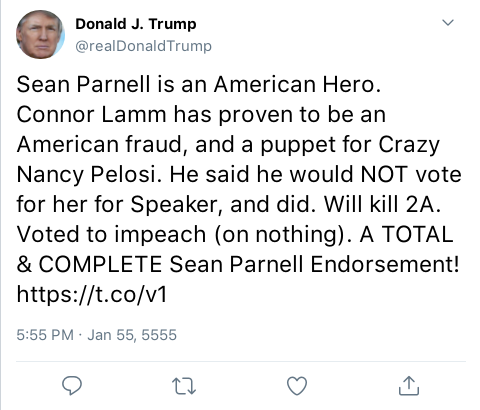 Donald J. Trump
@realDonaldTrump
Sean Parnell is an American Hero.
Connor Lamm has proven to be an
American fraud, and a puppet for Crazy
Nancy Pelosi. He said he would NOT vote
for her for Speaker, and did. Will kill 2A.
Voted to impeach (on nothing). A TOTAL
& COMPLETE Sean Parnell Endorsement!
https://t.co/v1
5:55 PM · Jan 55, 5555